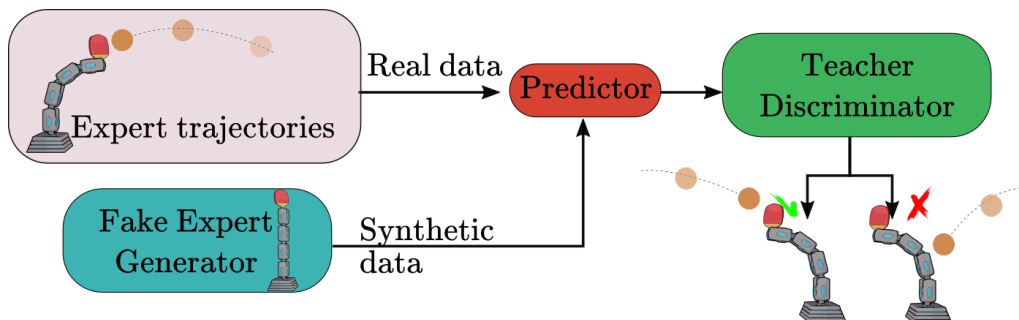 Real data
Expert trajectories
Predictor
Teacher
Discriminator
Fake Expert
Generator
Synthetic
data